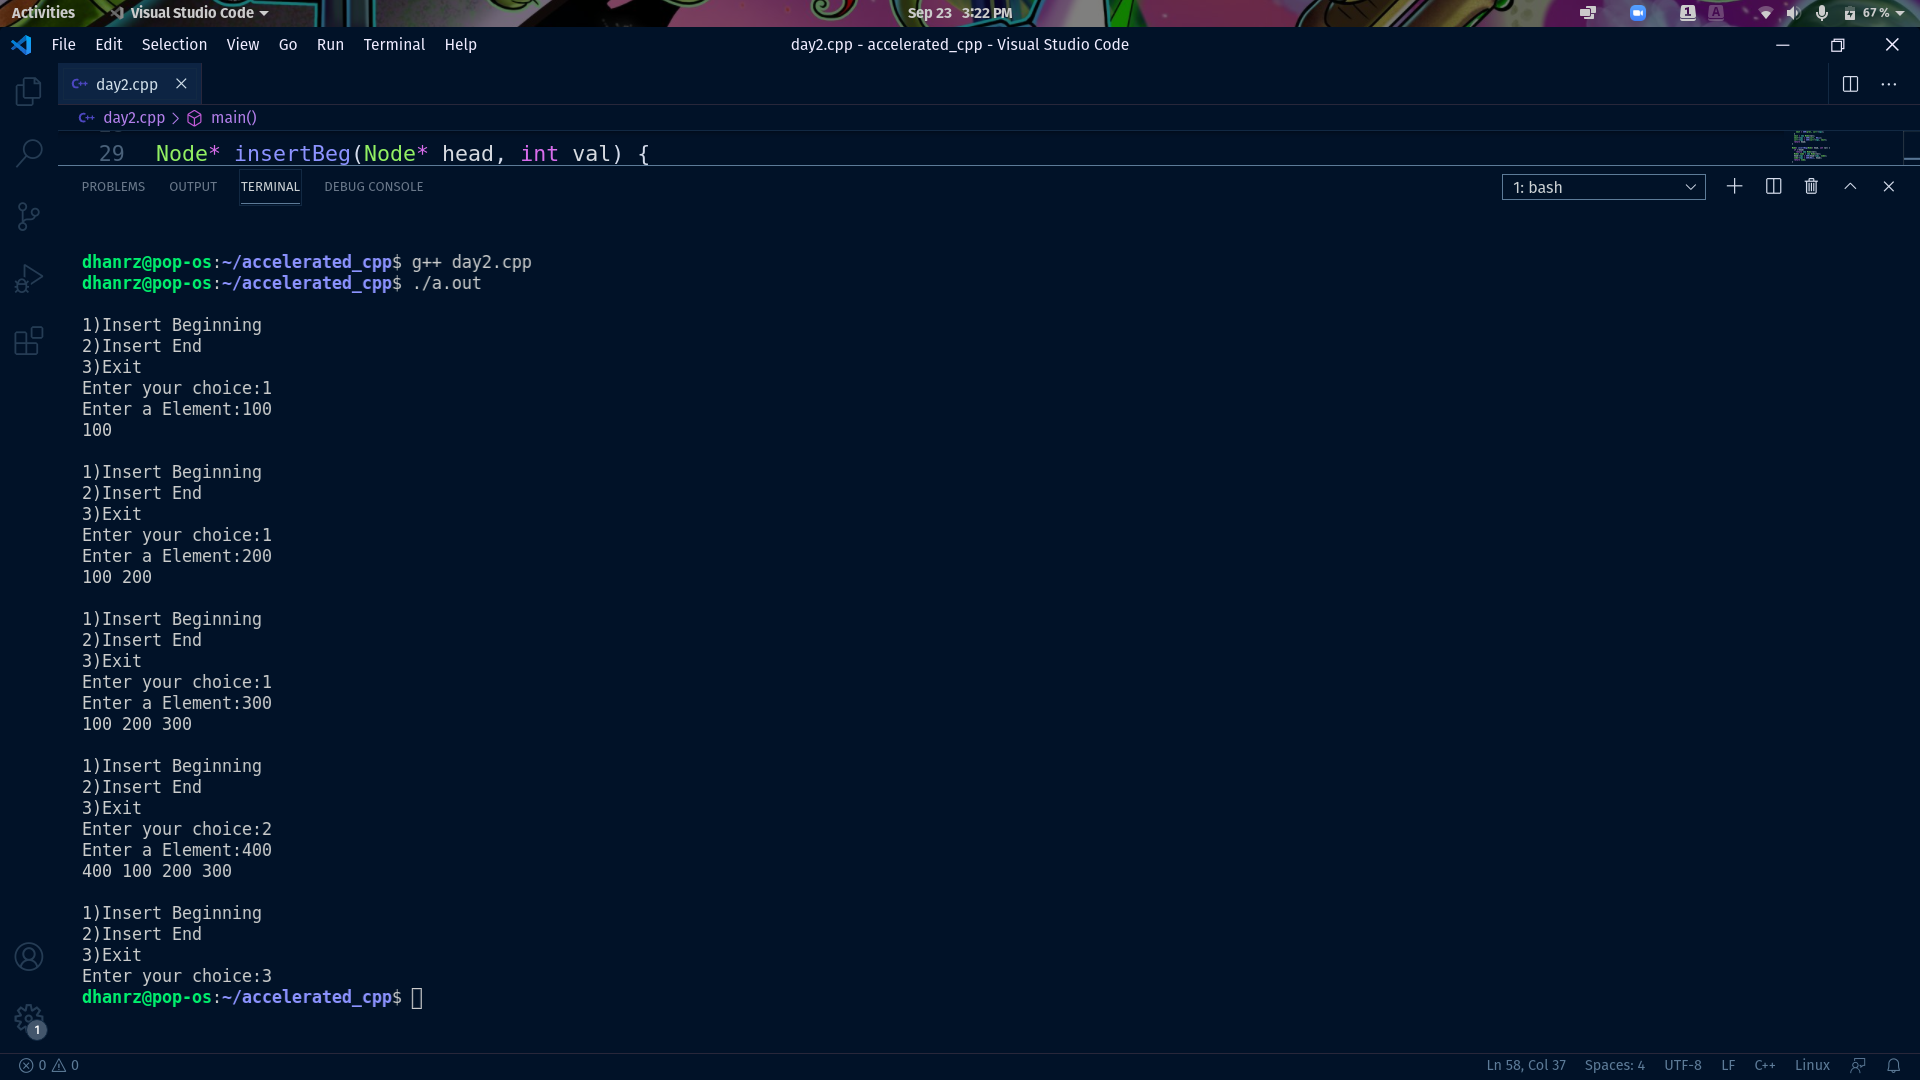 Activities Visual Studio Code Sep 23 3:22 PM 1 A 67 %
File Edit Selection View Go Run Terminal Help day2.cpp - accelerated_cpp - Visual Studio Code
C++ day2.cpp
C++ day2.cpp > main()
29 Node* insertBeg(Node* head, int val) {
PROBLEMS OUTPUT TERMINAL DEBUG CONSOLE 1: bash
dhanrz@pop-os:~/accelerated_cpp$ g++ day2.cpp
dhanrz@pop-os:~/accelerated_cpp$ ./a.out
1)Insert Beginning
2)Insert End
3)Exit
Enter your choice:1
Enter a Element:100
100
1)Insert Beginning
2)Insert End
3)Exit
Enter your choice:1
Enter a Element:200
100 200
1)Insert Beginning
2)Insert End
3)Exit
Enter your choice:1
Enter a Element:300
100 200 300
1)Insert Beginning
2)Insert End
3)Exit
Enter your choice:2
Enter a Element:400
400 100 200 300
1)Insert Beginning
2)Insert End
3)Exit
Enter your choice:3
dhanrz@pop-os:~/accelerated_cpp$
1
0 0 Ln 58, Col 37 Spaces: 4 UTF-8 LF C++ Linux